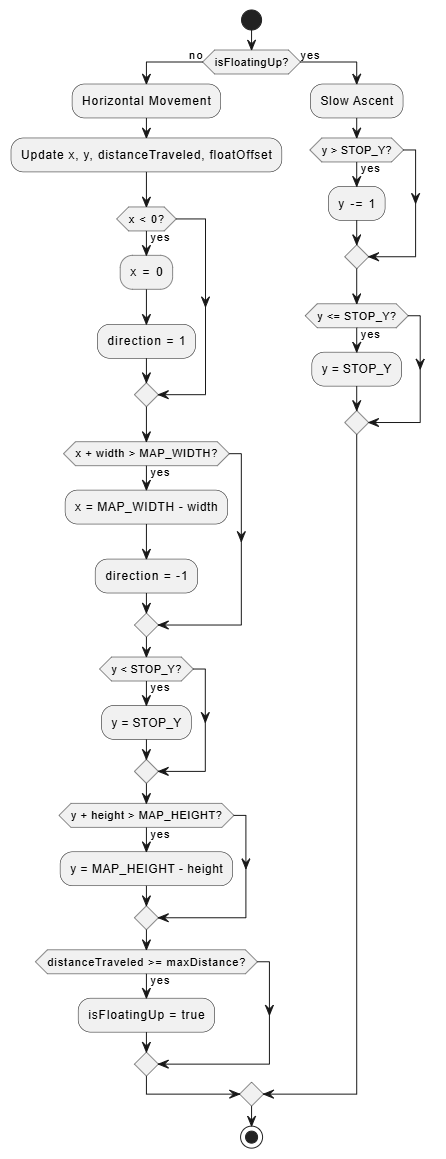 isFloatingUp?
no
yes
Horizontal Movement
Update x, y, distanceTraveled, floatOffset
x < 0?
yes
x = 0
direction = 1
x + width > MAP_WIDTH?
yes
x = MAP_WIDTH - width
direction = -1
y < STOP_Y?
yes
y = STOP_Y
y + height > MAP_HEIGHT?
yes
y = MAP_HEIGHT - height
distanceTraveled >= maxDistance?
yes
isFloatingUp = true
Slow Ascent
y > STOP_Y?
yes
y -= 1
y <= STOP_Y?
yes
y = STOP_Y